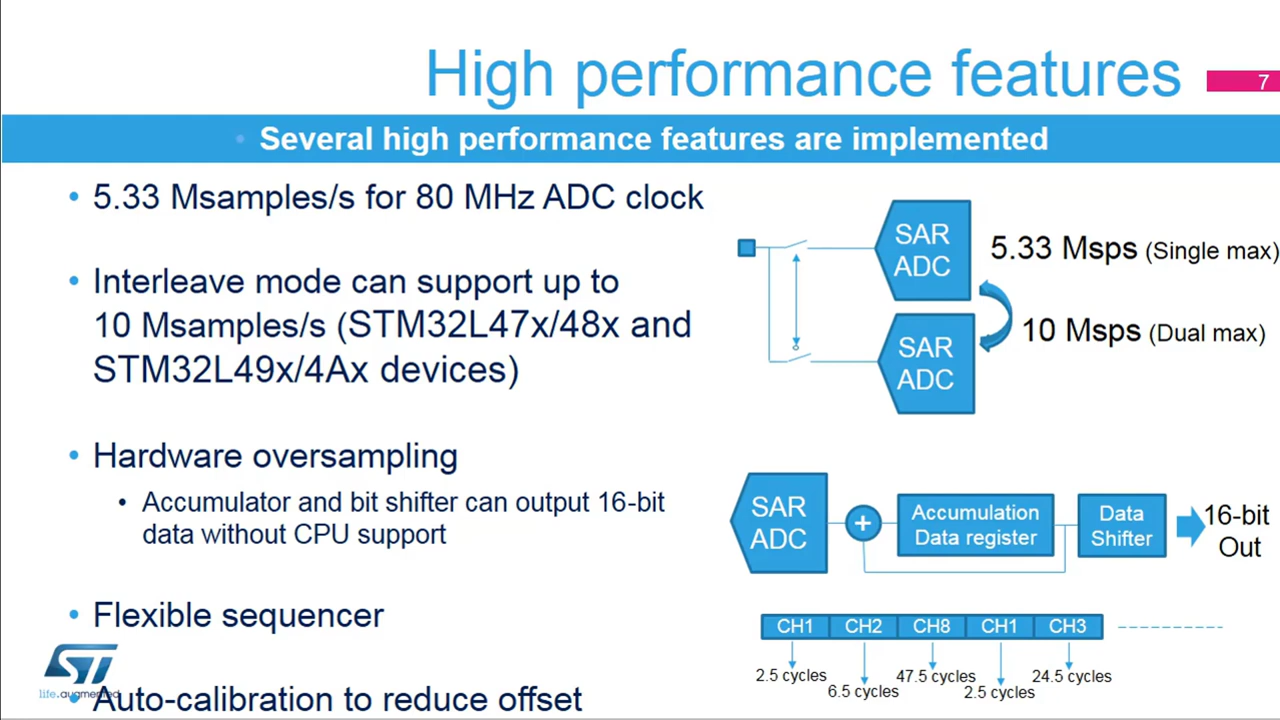 High performance features
7
• Several high performance features are implemented
• 5.33 Msamples/s for 80 MHz ADC clock
• Interleave mode can support up to
10 Msamples/s (STM32L47x/48x and
STM32L49x/4Ax devices)
• Hardware oversampling
• Accumulator and bit shifter can output 16-bit
data without CPU support
• Flexible sequencer
• Auto-calibration to reduce offset
SAR
ADC
5.33 Msps (Single max)
10 Msps (Dual max)
SAR
ADC
SAR
ADC
+
Accumulation
Data register
Data
Shifter
16-bit
Out
CH1 CH2 CH8 CH1 CH3
2.5 cycles 6.5 cycles 47.5 cycles 2.5 cycles 24.5 cycles
ST
life.augmented